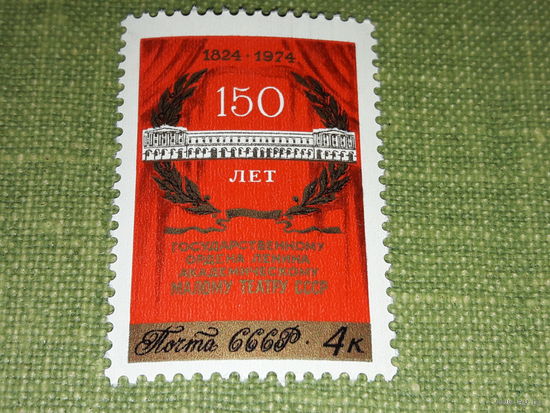 1824 · 1974
150
ЛЕТ
ГОСУДАРСТВЕННОМУ
ОРДЕНА ЛЕНИНА
АКАДЕМИЧЕСКОМУ
МАЛОМУ ТЕАТРУ СССР
Почта СССР · 4к